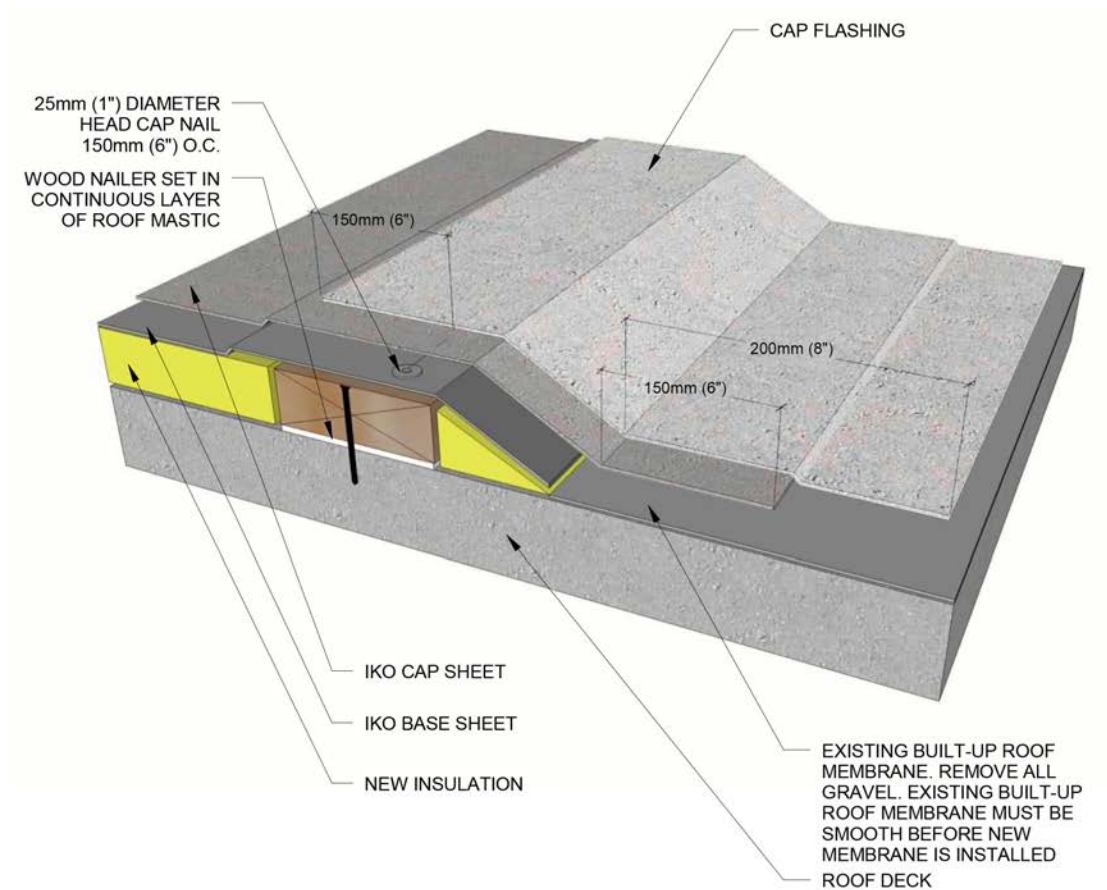 CAP FLASHING
25mm (1") DIAMETER
HEAD CAP NAIL
150mm (6") O.C.
WOOD NAILER SET IN
CONTINUOUS LAYER
OF ROOF MASTIC
150mm (6")
200mm (8")
150mm (6")
IKO CAP SHEET
IKO BASE SHEET
NEW INSULATION
EXISTING BUILT-UP ROOF
MEMBRANE. REMOVE ALL
GRAVEL. EXISTING BUILT-UP
ROOF MEMBRANE MUST BE
SMOOTH BEFORE NEW
MEMBRANE IS INSTALLED
ROOF DECK